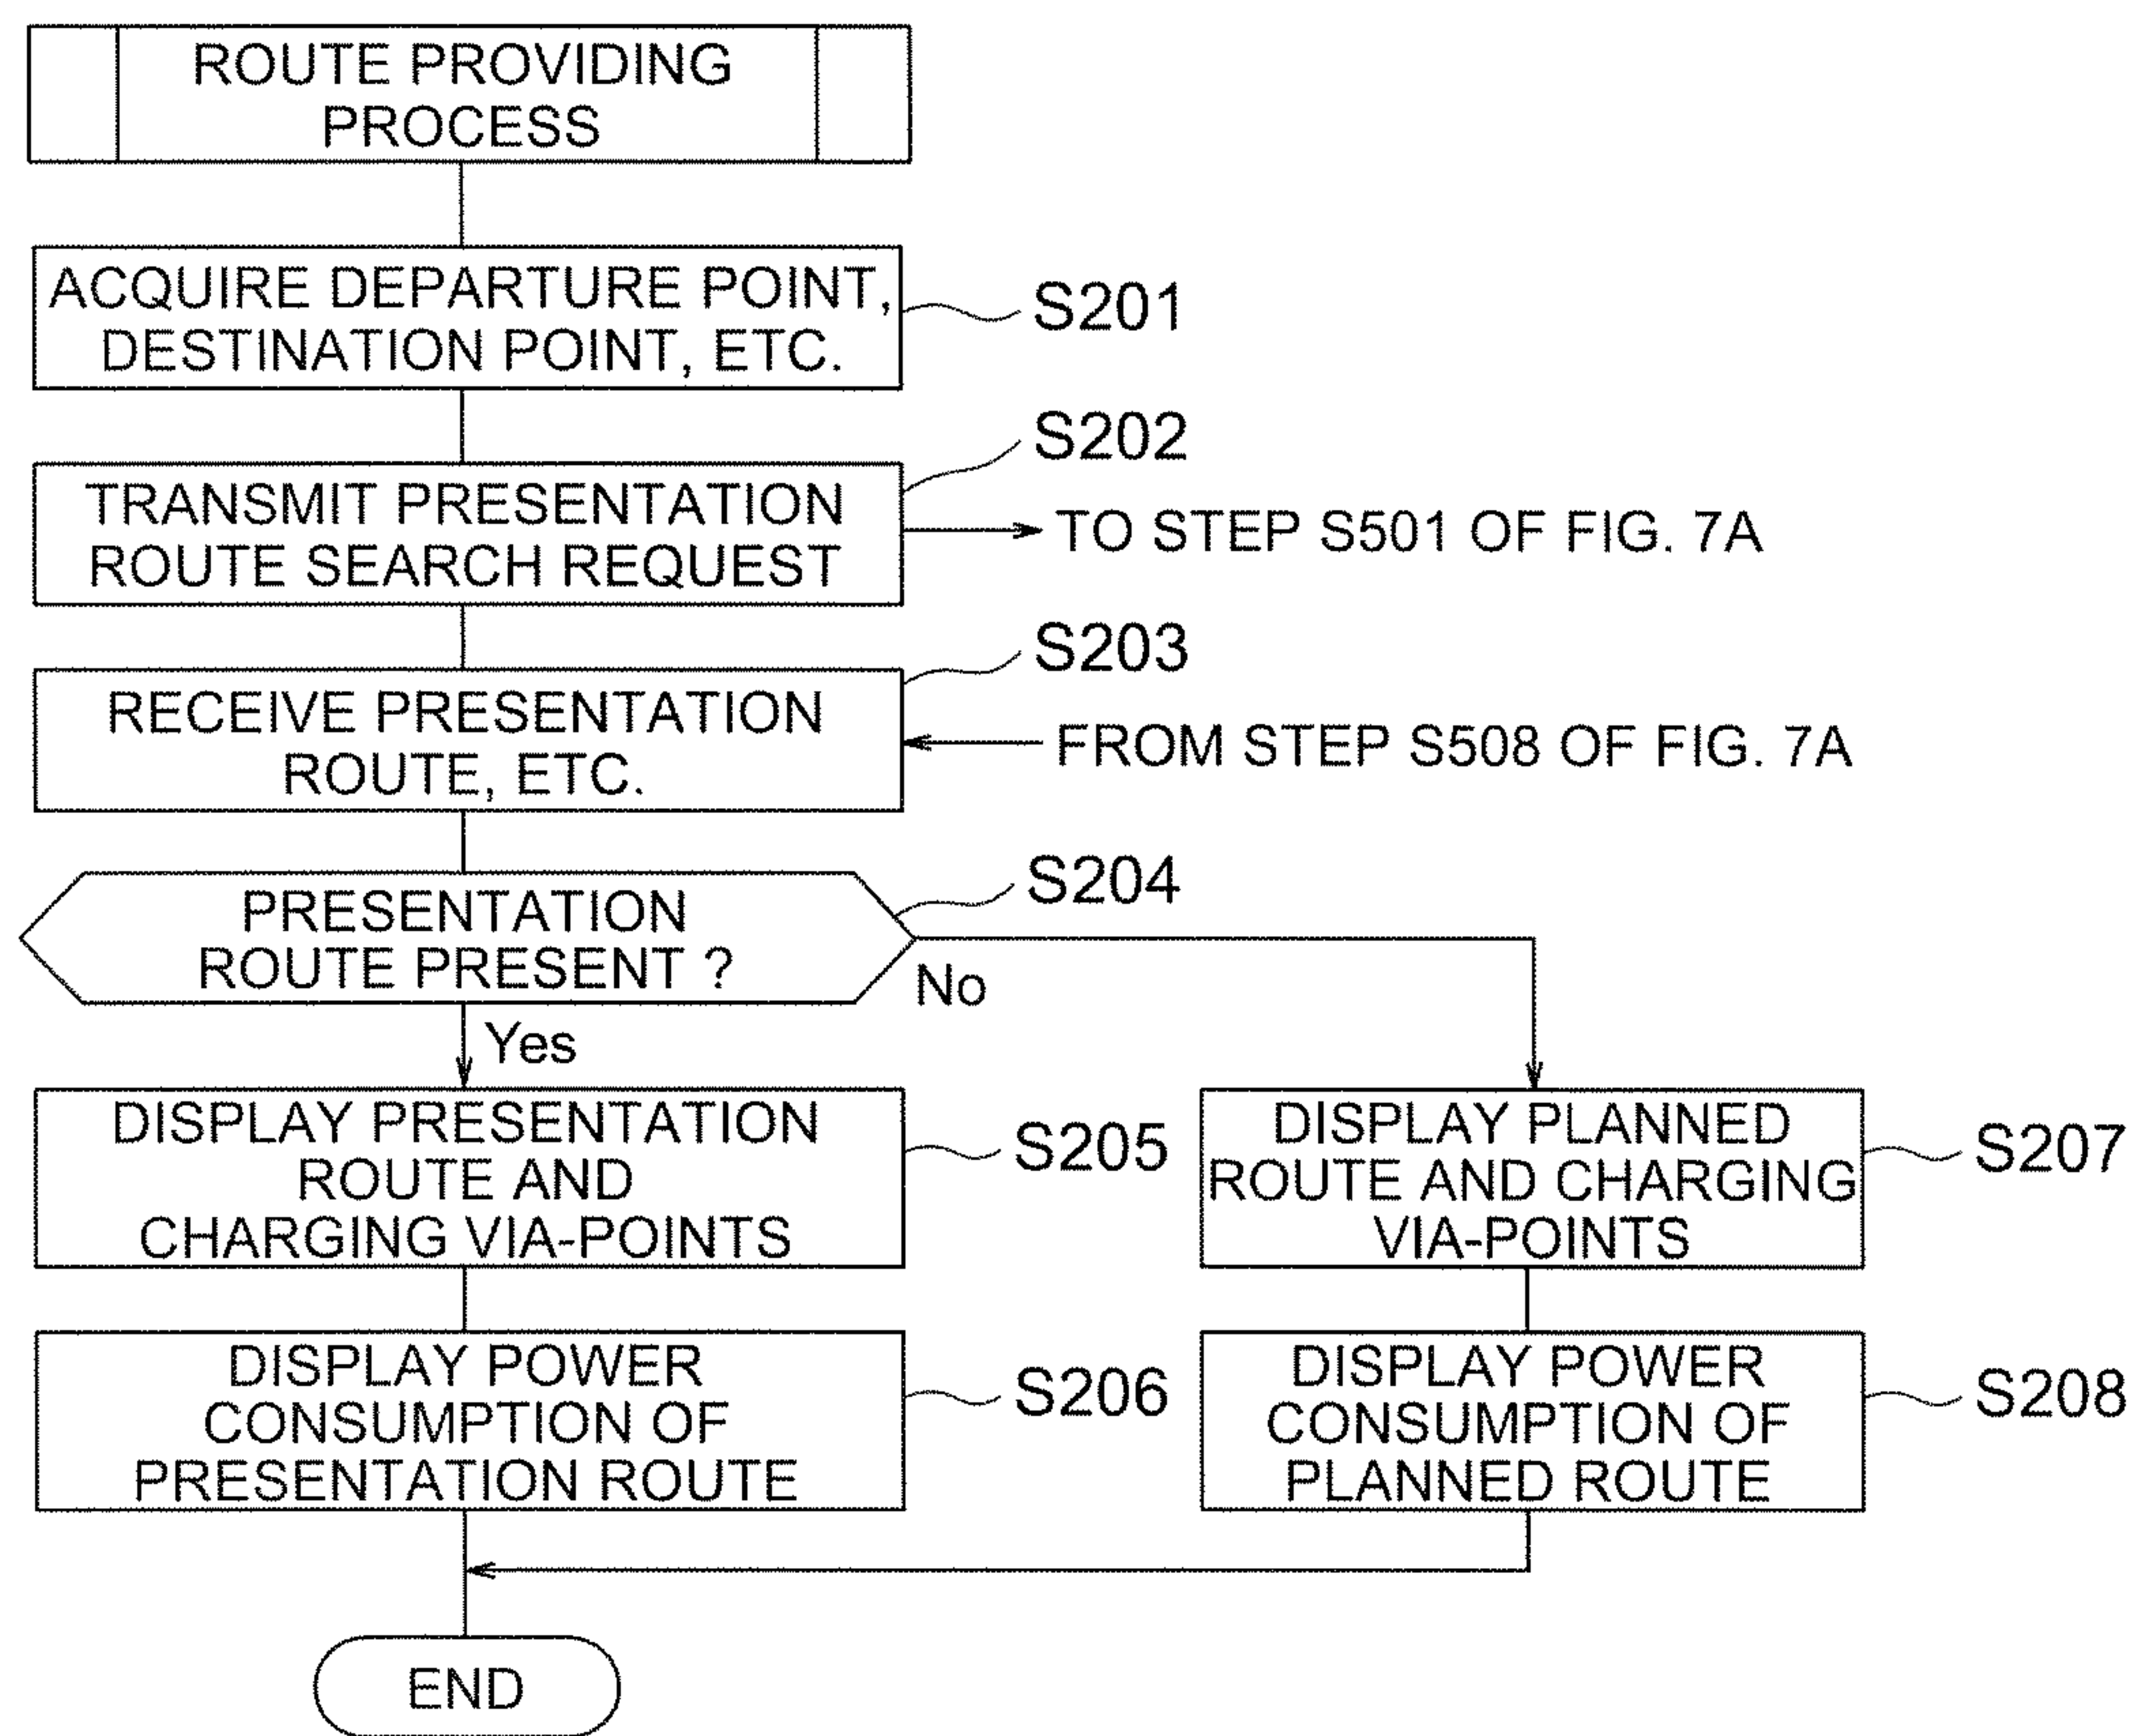 ROUTE PROVIDING
PROCESS
ACQUIRE DEPARTURE POINT,
DESTINATION POINT, ETC.
S201
S202
TRANSMIT PRESENTATION
ROUTE SEARCH REQUEST
TO STEP S501 OF FIG. 7A
S203
RECEIVE PRESENTATION
ROUTE, ETC.
FROM STEP S508 OF FIG. 7A
S204
PRESENTATION
ROUTE PRESENT ?
No
Yes
DISPLAY PRESENTATION
ROUTE AND
CHARGING VIA-POINTS
S205
DISPLAY PLANNED
ROUTE AND CHARGING
VIA-POINTS
S207
DISPLAY POWER
CONSUMPTION OF
PRESENTATION ROUTE
S206
DISPLAY POWER
CONSUMPTION OF
PLANNED ROUTE
S208
END